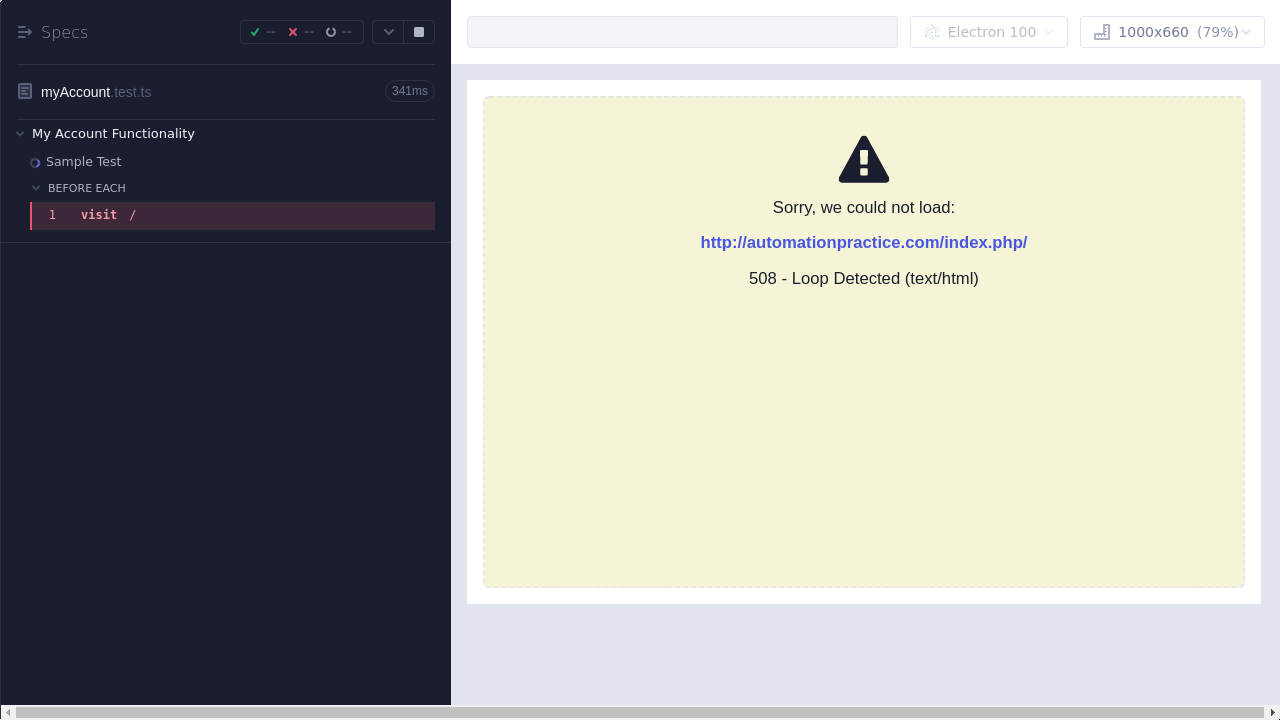 Specs
-- -- --
Electron 100
1000x660 (79%)
myAccount.test.ts
341ms
My Account Functionality
Sample Test
BEFORE EACH
1 visit /
Sorry, we could not load:
http://automationpractice.com/index.php/
508 - Loop Detected (text/html)